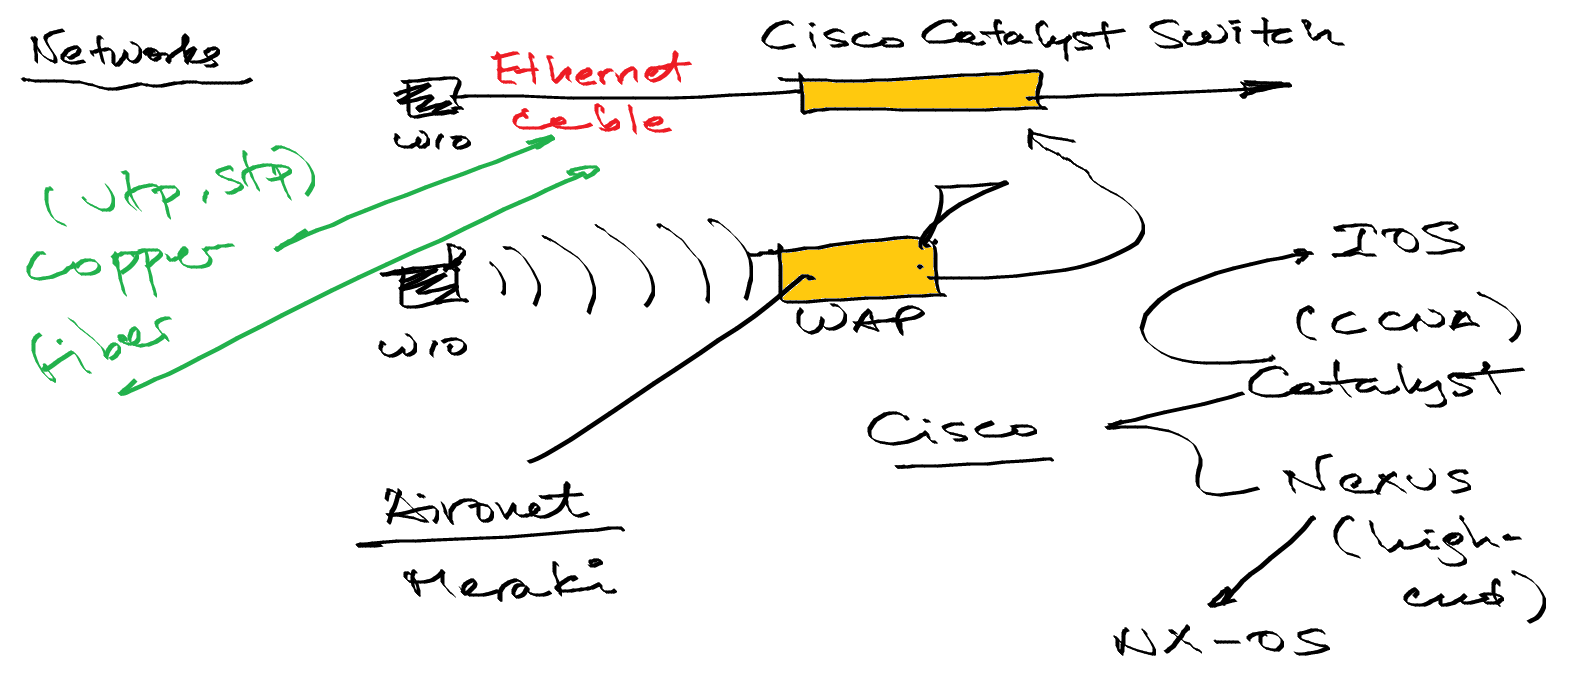 Networks
Cisco Catalyst Switch
Ethernet
cable
W10
(UTP, STP)
Copper
Fiber
W10
WAP
IOS
(CCNA)
Catalyst
Cisco
Nexus
(high-
end)
NX-OS
Aironet
Meraki